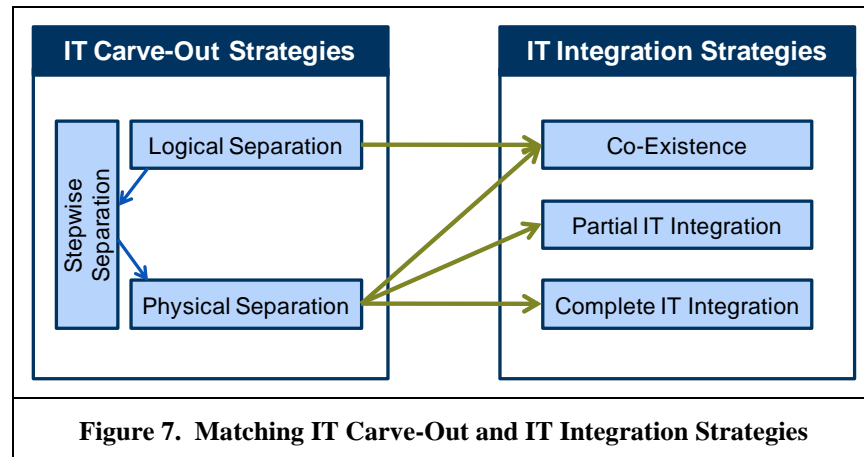 IT Carve-Out Strategies
Stepwise
Separation
Logical Separation
Physical Separation
IT Integration Strategies
Co-Existence
Partial IT Integration
Complete IT Integration
Figure 7. Matching IT Carve-Out and IT Integration Strategies